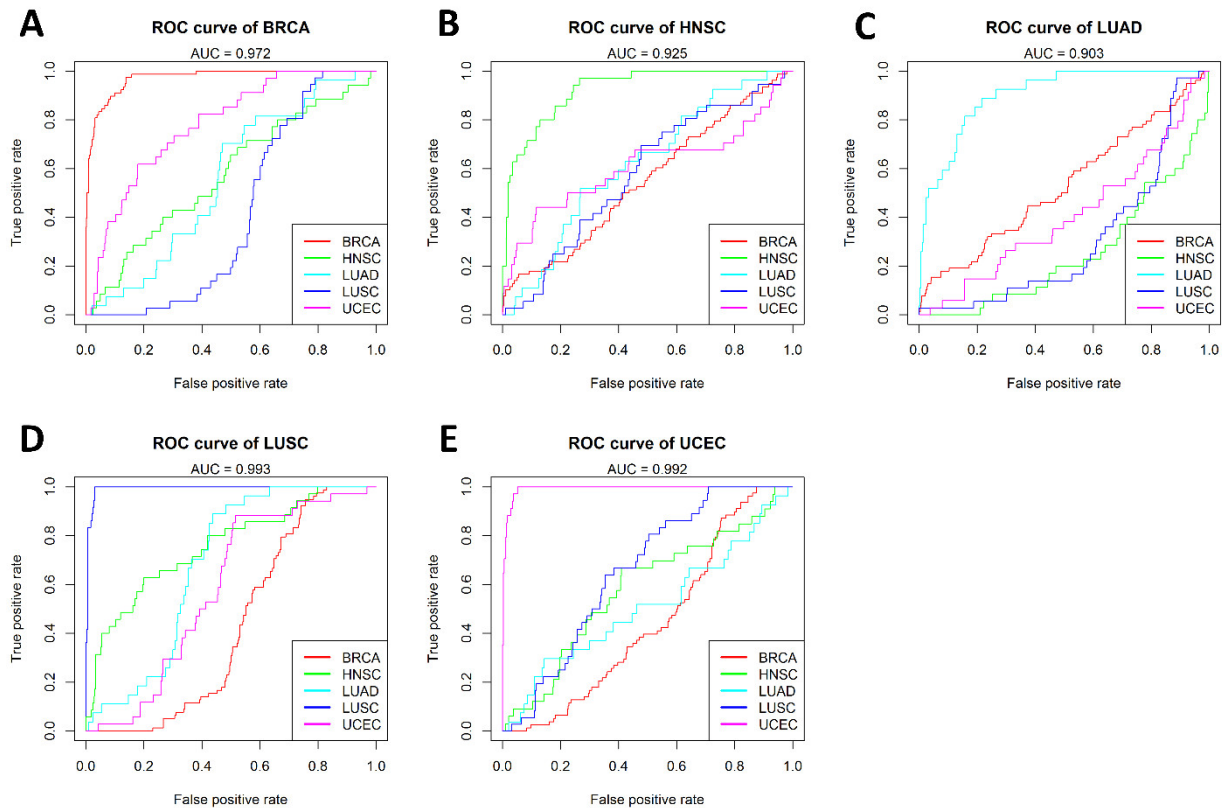 A
ROC curve of BRCA
AUC = 0.972
True positive rate
0.0 0.2 0.4 0.6 0.8 1.0
BRCA
HNSC
LUAD
LUSC
UCEC
0.0 0.2 0.4 0.6 0.8 1.0
False positive rate
B
ROC curve of HNSC
AUC = 0.925
True positive rate
0.0 0.2 0.4 0.6 0.8 1.0
BRCA
HNSC
LUAD
LUSC
UCEC
0.0 0.2 0.4 0.6 0.8 1.0
False positive rate
C
ROC curve of LUAD
AUC = 0.903
True positive rate
0.0 0.2 0.4 0.6 0.8 1.0
BRCA
HNSC
LUAD
LUSC
UCEC
0.0 0.2 0.4 0.6 0.8 1.0
False positive rate
D
ROC curve of LUSC
AUC = 0.993
True positive rate
0.0 0.2 0.4 0.6 0.8 1.0
BRCA
HNSC
LUAD
LUSC
UCEC
0.0 0.2 0.4 0.6 0.8 1.0
False positive rate
E
ROC curve of UCEC
AUC = 0.992
True positive rate
0.0 0.2 0.4 0.6 0.8 1.0
BRCA
HNSC
LUAD
LUSC
UCEC
0.0 0.2 0.4 0.6 0.8 1.0
False positive rate